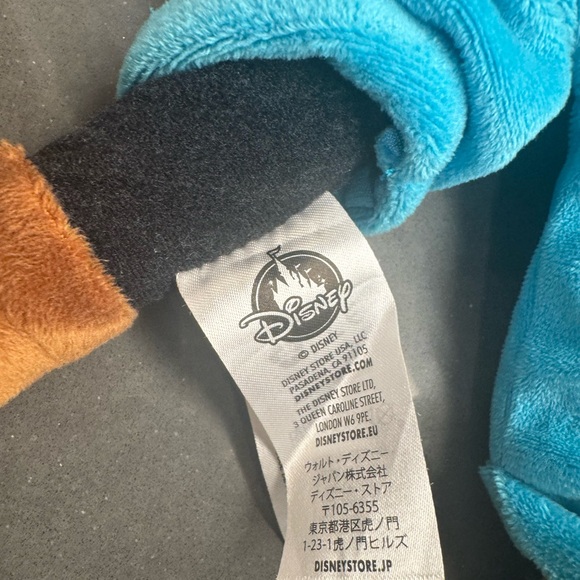 Disney
© DISNEY
DISNEY STORE USA, LLC
PASADENA, CA 91105
DISNEYSTORE.COM
THE DISNEY STORE LTD,
3 QUEEN CAROLINE STREET,
LONDON W6 9PE.
DISNEYSTORE.EU
ウォルト・ディズニー
ジャパン株式会社
ディズニー・ストア
〒105-6355
東京都港区虎ノ門
1-23-1虎ノ門ヒルズ
DISNEYSTORE.JP